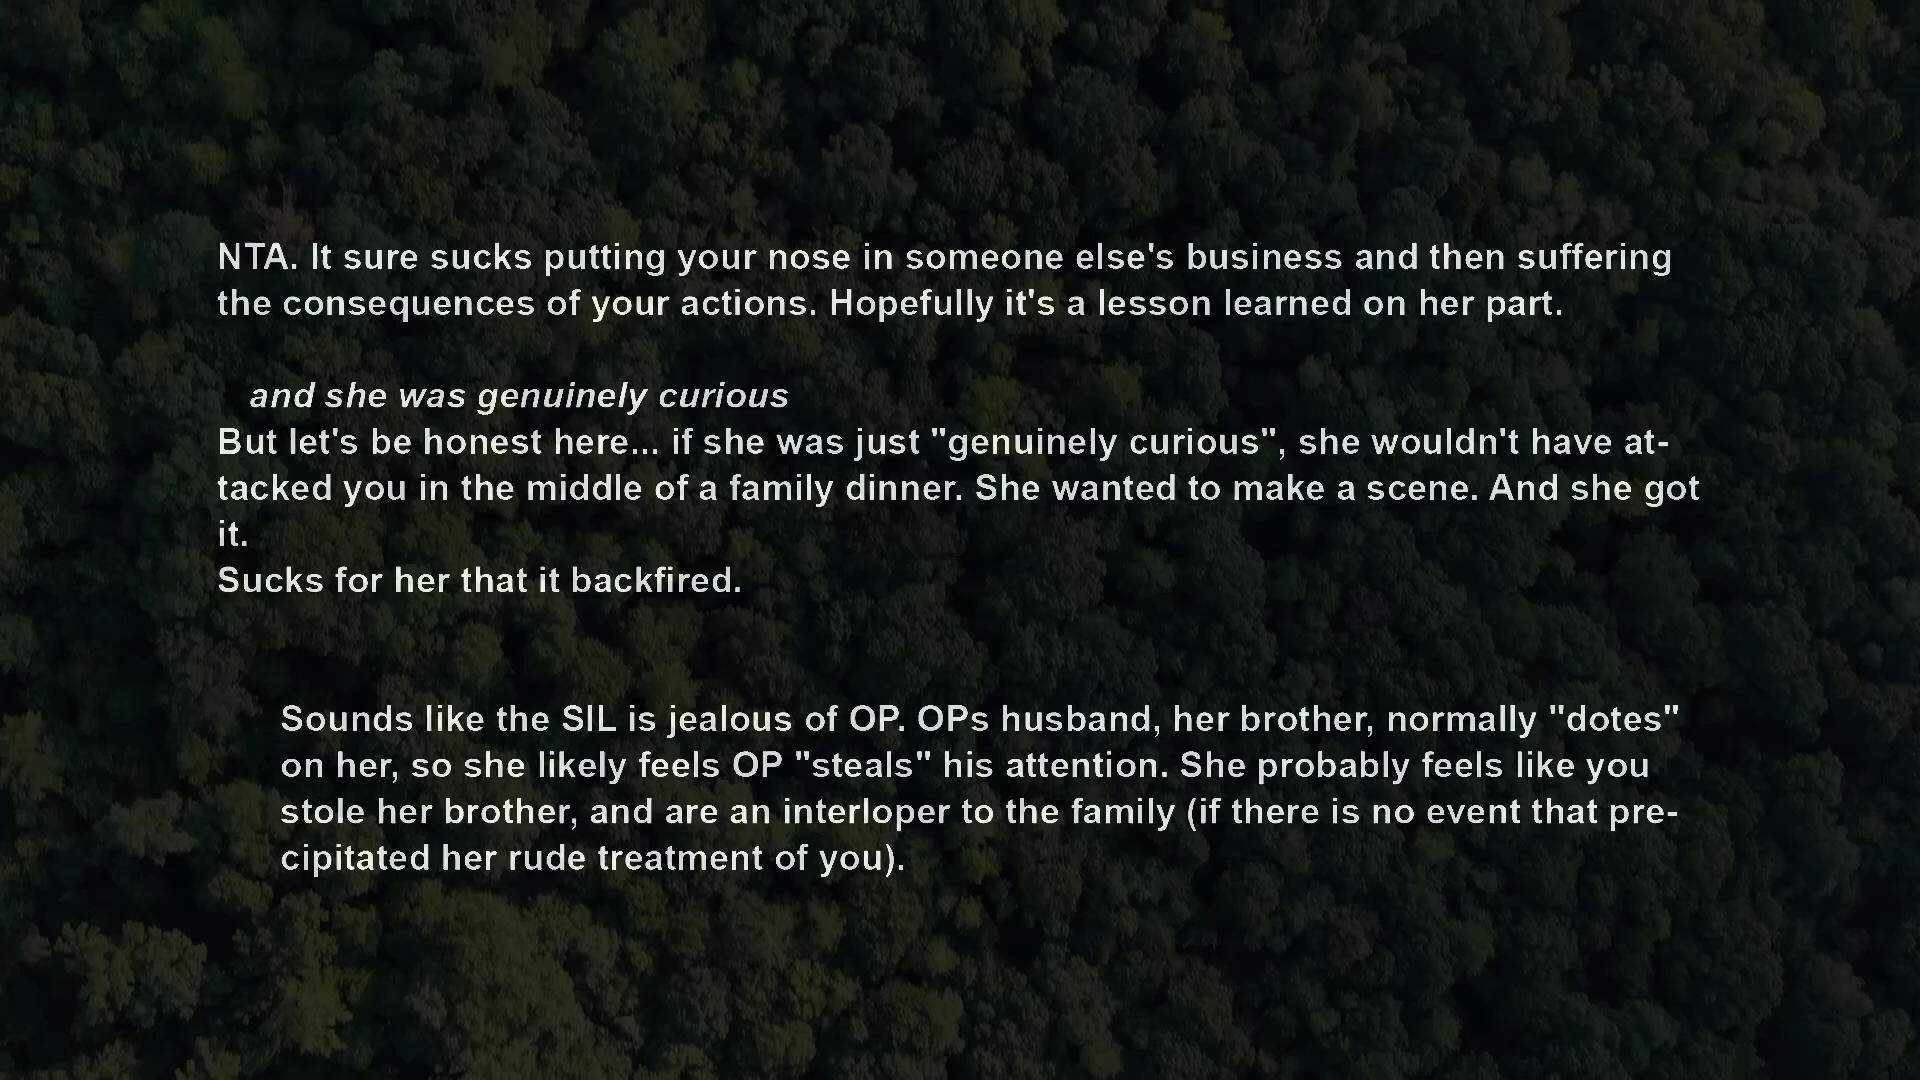 NTA. It sure sucks putting your nose in someone else's business and then suffering
the consequences of your actions. Hopefully it's a lesson learned on her part.
and she was genuinely curious
But let's be honest here... if she was just "genuinely curious", she wouldn't have at-
tacked you in the middle of a family dinner. She wanted to make a scene. And she got
it.
Sucks for her that it backfired.
Sounds like the SIL is jealous of OP. OPs husband, her brother, normally "dotes"
on her, so she likely feels OP "steals" his attention. She probably feels like you
stole her brother, and are an interloper to the family (if there is no event that pre-
cipitated her rude treatment of you).